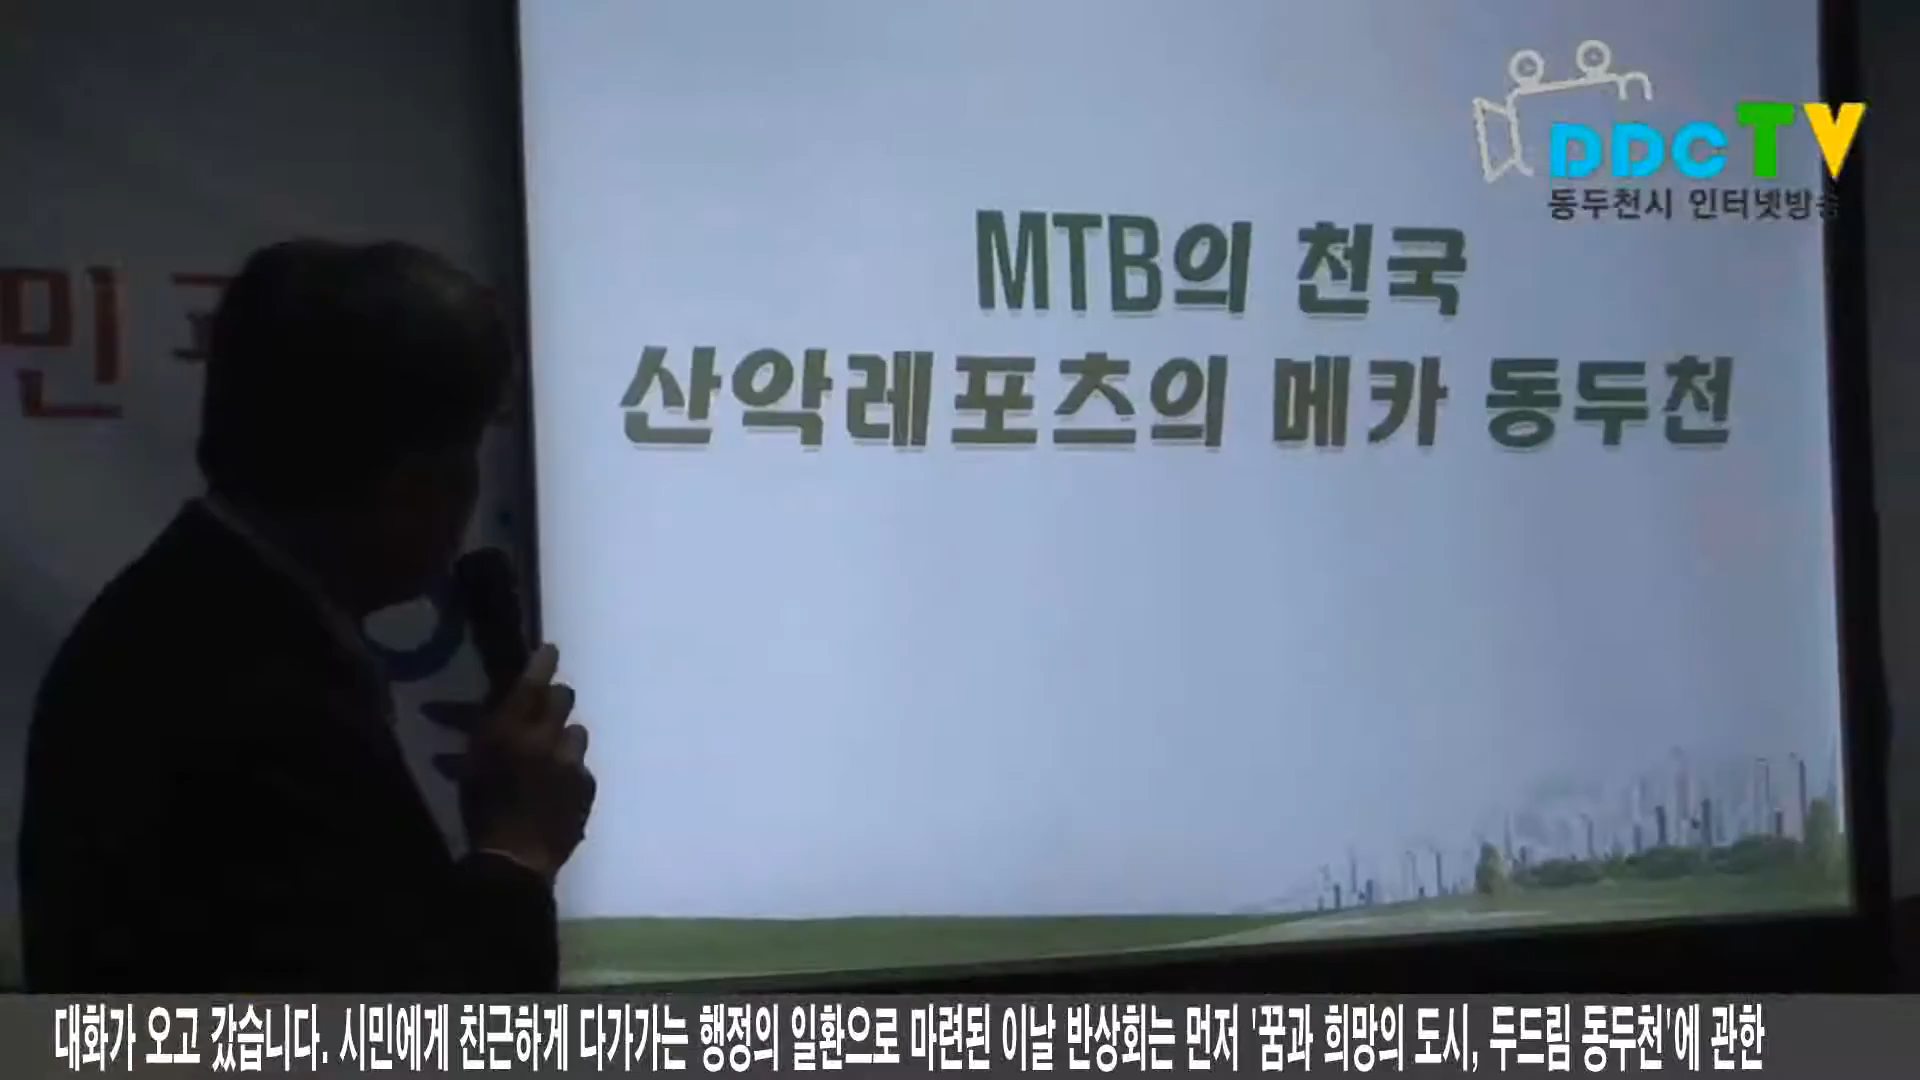 DDCTV
동두천시 인터넷방송
MTB의 천국
산악레포츠의 메카 동두천
민
대화가 오고 갔습니다. 시민에게 친근하게 다가가는 행정의 일환으로 마련된 이날 반상회는 먼저 '꿈과 희망의 도시, 두드림 동두천'에 관한